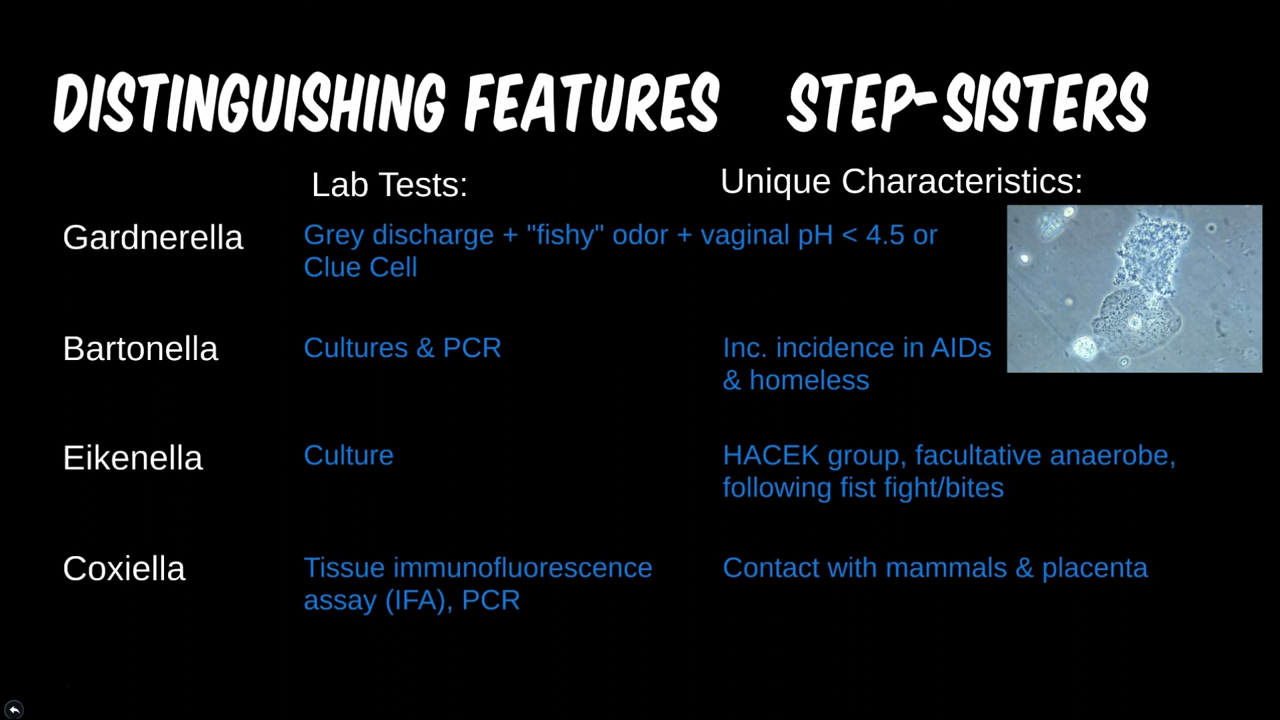 DISTINGUISHING FEATURES STEP-SISTERS
Lab Tests:
Unique Characteristics:
Gardnerella
Grey discharge + "fishy" odor + vaginal pH < 4.5 or
Clue Cell
Bartonella
Cultures & PCR
Inc. incidence in AIDs
& homeless
Eikenella
Culture
HACEK group, facultative anaerobe,
following fist fight/bites
Coxiella
Tissue immunofluorescence
assay (IFA), PCR
Contact with mammals & placenta